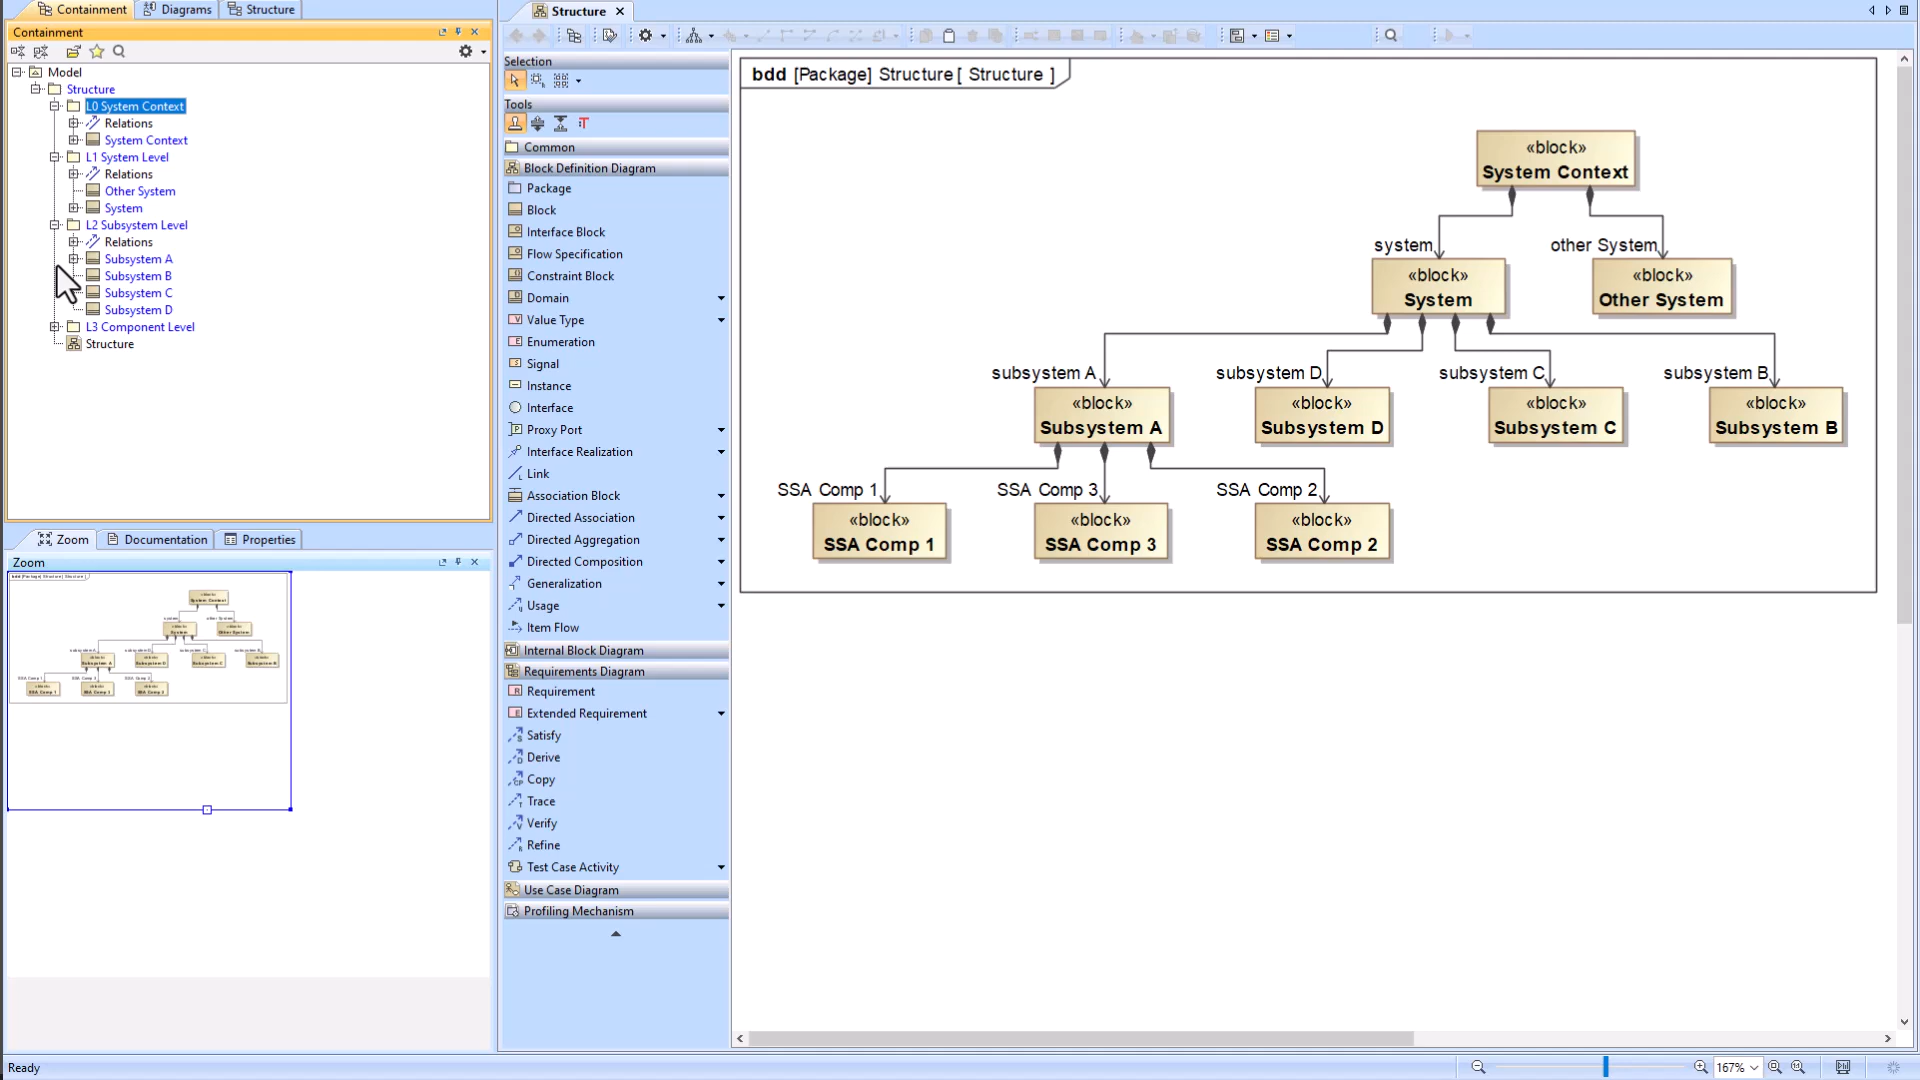 Containment
Diagrams
Structure
Containment
Model
Structure
L0 System Context
Relations
System Context
L1 System Level
Relations
Other System
System
L2 Subsystem Level
Relations
Subsystem A
Subsystem B
Subsystem C
Subsystem D
L3 Component Level
Structure
Zoom
Documentation
Properties
Zoom
Ready
Structure
Selection
Tools
Common
Block Definition Diagram
Package
Block
Interface Block
Flow Specification
Constraint Block
Domain
Value Type
Enumeration
Signal
Instance
Interface
Proxy Port
Interface Realization
Link
Association Block
Directed Association
Directed Aggregation
Directed Composition
Generalization
Usage
Item Flow
Internal Block Diagram
Requirements Diagram
Requirement
Extended Requirement
Satisfy
Derive
Copy
Trace
Verify
Refine
Test Case Activity
Use Case Diagram
Profiling Mechanism
bdd [Package] Structure [ Structure ]
«block»
System Context
system
other System
«block»
System
«block»
Other System
subsystem A
subsystem D
subsystem C
subsystem B
«block»
Subsystem A
«block»
Subsystem D
«block»
Subsystem C
«block»
Subsystem B
SSA Comp 1
SSA Comp 3
SSA Comp 2
«block»
SSA Comp 1
«block»
SSA Comp 3
«block»
SSA Comp 2
167%